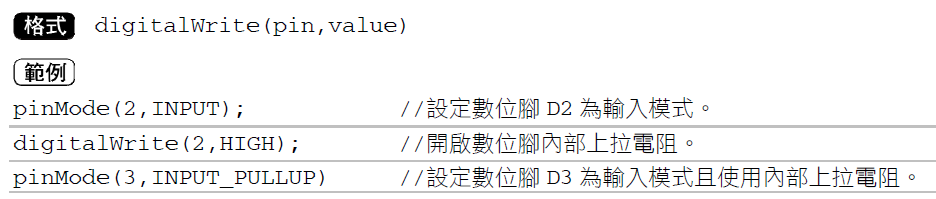 格式 digitalWrite(pin,value)
範例
pinMode(2,INPUT); //設定數位腳 D2 為輸入模式。
digitalWrite(2,HIGH); //開啟數位腳內部上拉電阻。
pinMode(3,INPUT_PULLUP) //設定數位腳 D3 為輸入模式且使用內部上拉電阻。